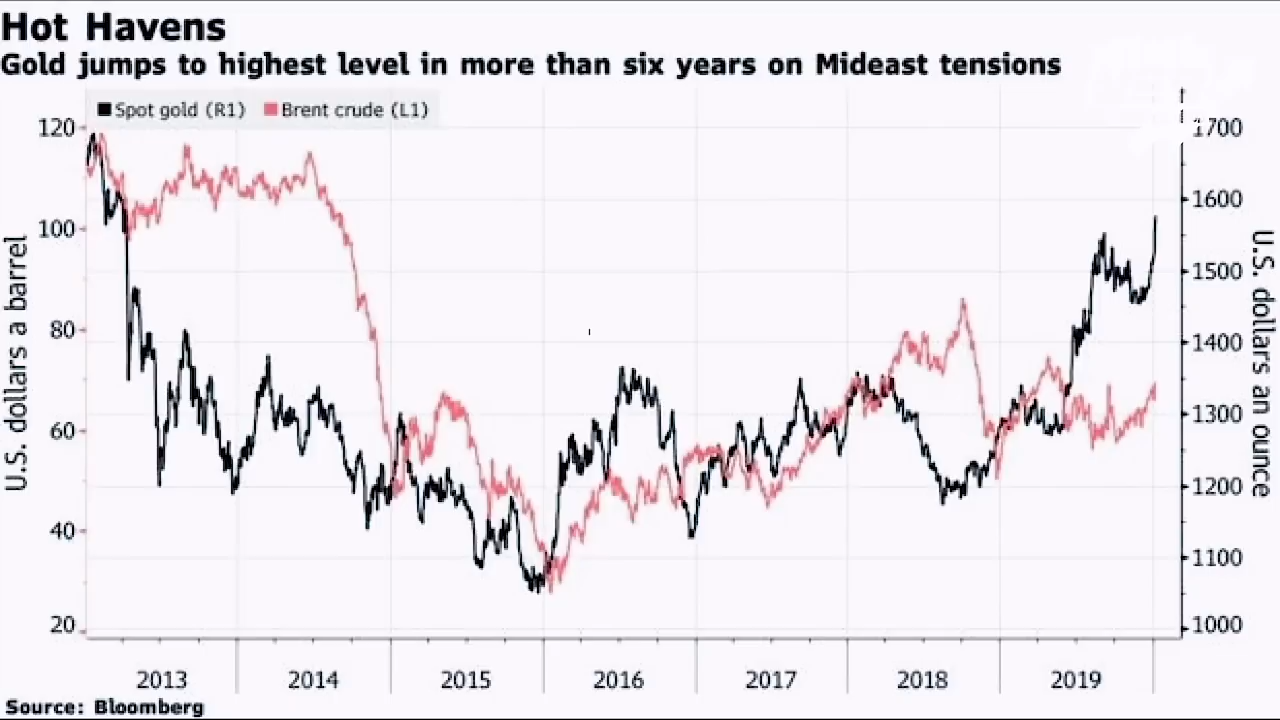 Hot Havens
Gold jumps to highest level in more than six years on Mideast tensions
Spot gold (R1) Brent crude (L1)
120
100
80
60
40
20
U.S. dollars a barrel
1700
1600
1500
1400
1300
1200
1100
1000
U.S. dollars an ounce
2013 2014 2015 2016 2017 2018 2019
Source: Bloomberg